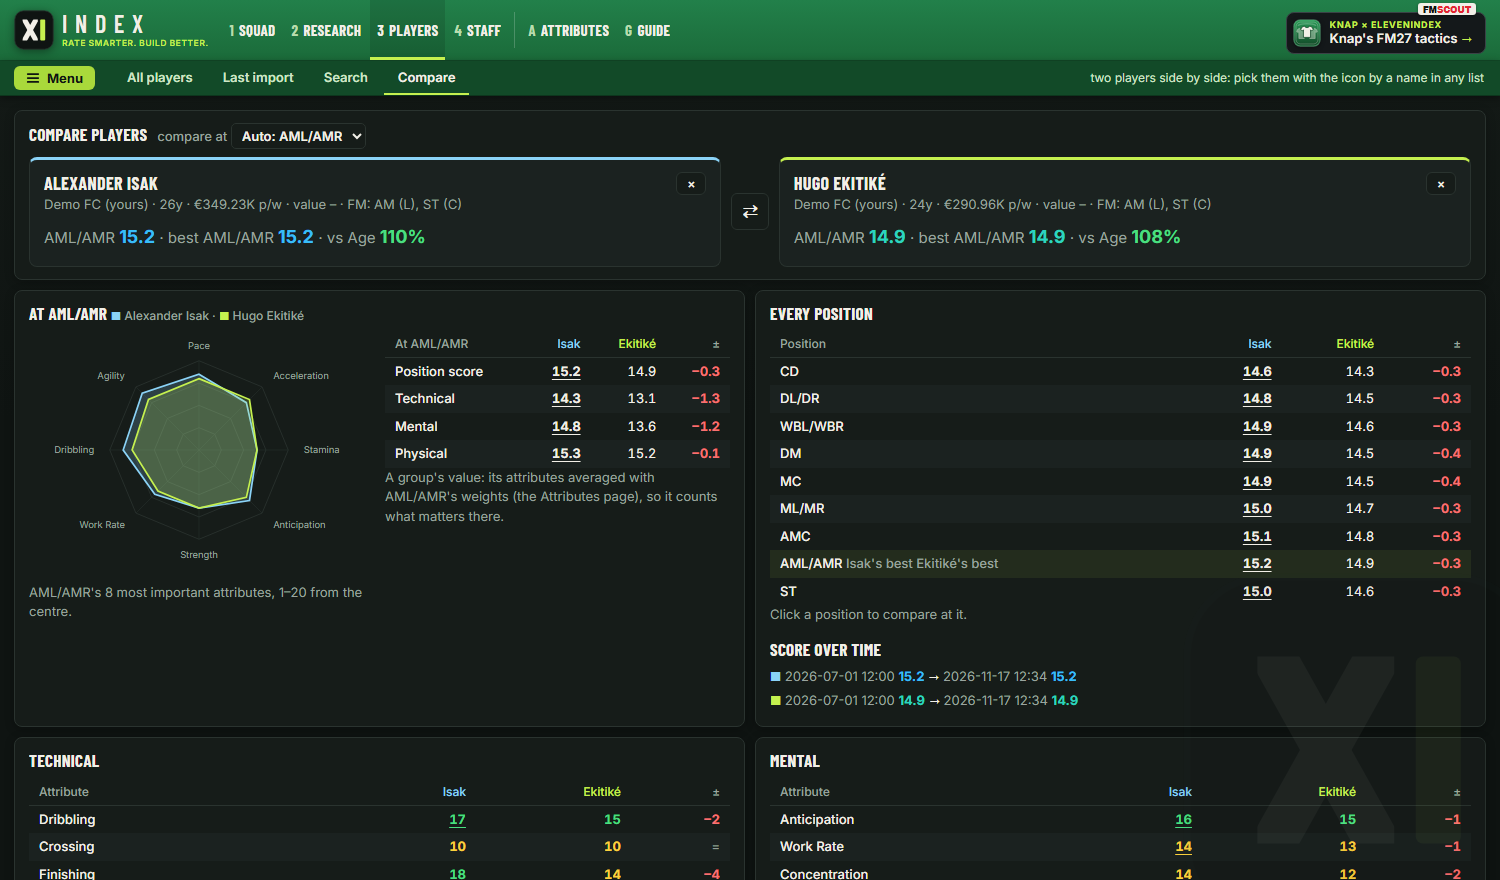 XI INDEX
RATE SMARTER. BUILD BETTER.
1 SQUAD 2 RESEARCH 3 PLAYERS 4 STAFF A ATTRIBUTES G GUIDE
FMSCOUT
KNAP × ELEVENINDEX
Knap's FM27 tactics →
Menu All players Last import Search Compare
two players side by side: pick them with the icon by a name in any list
COMPARE PLAYERS compare at Auto: AML/AMR
ALEXANDER ISAK ×
Demo FC (yours) · 26y · €349.23K p/w · value – · FM: AM (L), ST (C)
AML/AMR 15.2 · best AML/AMR 15.2 · vs Age 110%
⇄
HUGO EKITIKÉ ×
Demo FC (yours) · 24y · €290.96K p/w · value – · FM: AM (L), ST (C)
AML/AMR 14.9 · best AML/AMR 14.9 · vs Age 108%
AT AML/AMR Alexander Isak · Hugo Ekitiké
Pace
Acceleration
Stamina
Anticipation
Strength
Work Rate
Dribbling
Agility
AML/AMR's 8 most important attributes, 1–20 from the
centre.
At AML/AMR Isak Ekitiké ±
Position score 15.2 14.9 −0.3
Technical 14.3 13.1 −1.3
Mental 14.8 13.6 −1.2
Physical 15.3 15.2 −0.1
A group's value: its attributes averaged with
AML/AMR's weights (the Attributes page), so it counts
what matters there.
EVERY POSITION
Position Isak Ekitiké ±
CD 14.6 14.3 −0.3
DL/DR 14.8 14.5 −0.3
WBL/WBR 14.9 14.6 −0.3
DM 14.9 14.5 −0.4
MC 14.9 14.5 −0.4
ML/MR 15.0 14.7 −0.3
AMC 15.1 14.8 −0.3
AML/AMR Isak's best Ekitiké's best 15.2 14.9 −0.3
ST 15.0 14.6 −0.3
Click a position to compare at it.
SCORE OVER TIME
2026-07-01 12:00 15.2 → 2026-11-17 12:34 15.2
2026-07-01 12:00 14.9 → 2026-11-17 12:34 14.9
TECHNICAL
Attribute Isak Ekitiké ±
Dribbling 17 15 −2
Crossing 10 10 =
Finishing 18 14 −4
MENTAL
Attribute Isak Ekitiké ±
Anticipation 16 15 −1
Work Rate 14 13 −1
Concentration 14 12 −2
XI